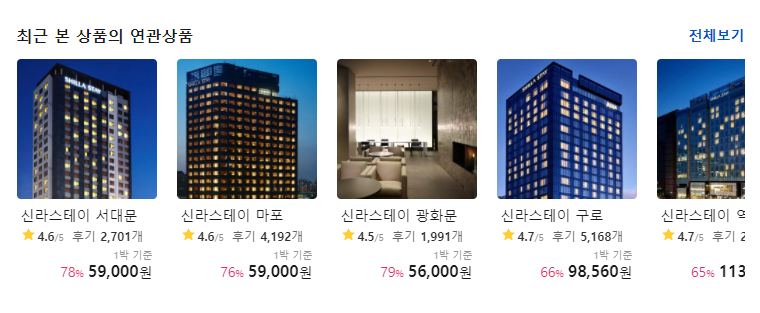 최근 본 상품의 연관상품
전체보기
SHILLA STAY
SHILLA STAY
신라스테이 서대문
4.6/5 후기 2,701개
1박 기준
78% 59,000원
신라스테이 마포
4.6/5 후기 4,192개
1박 기준
76% 59,000원
신라스테이 광화문
4.5/5 후기 1,991개
1박 기준
79% 56,000원
신라스테이 구로
4.7/5 후기 5,168개
1박 기준
66% 98,560원
신라스테이
4.7/5 후기 2
65% 113